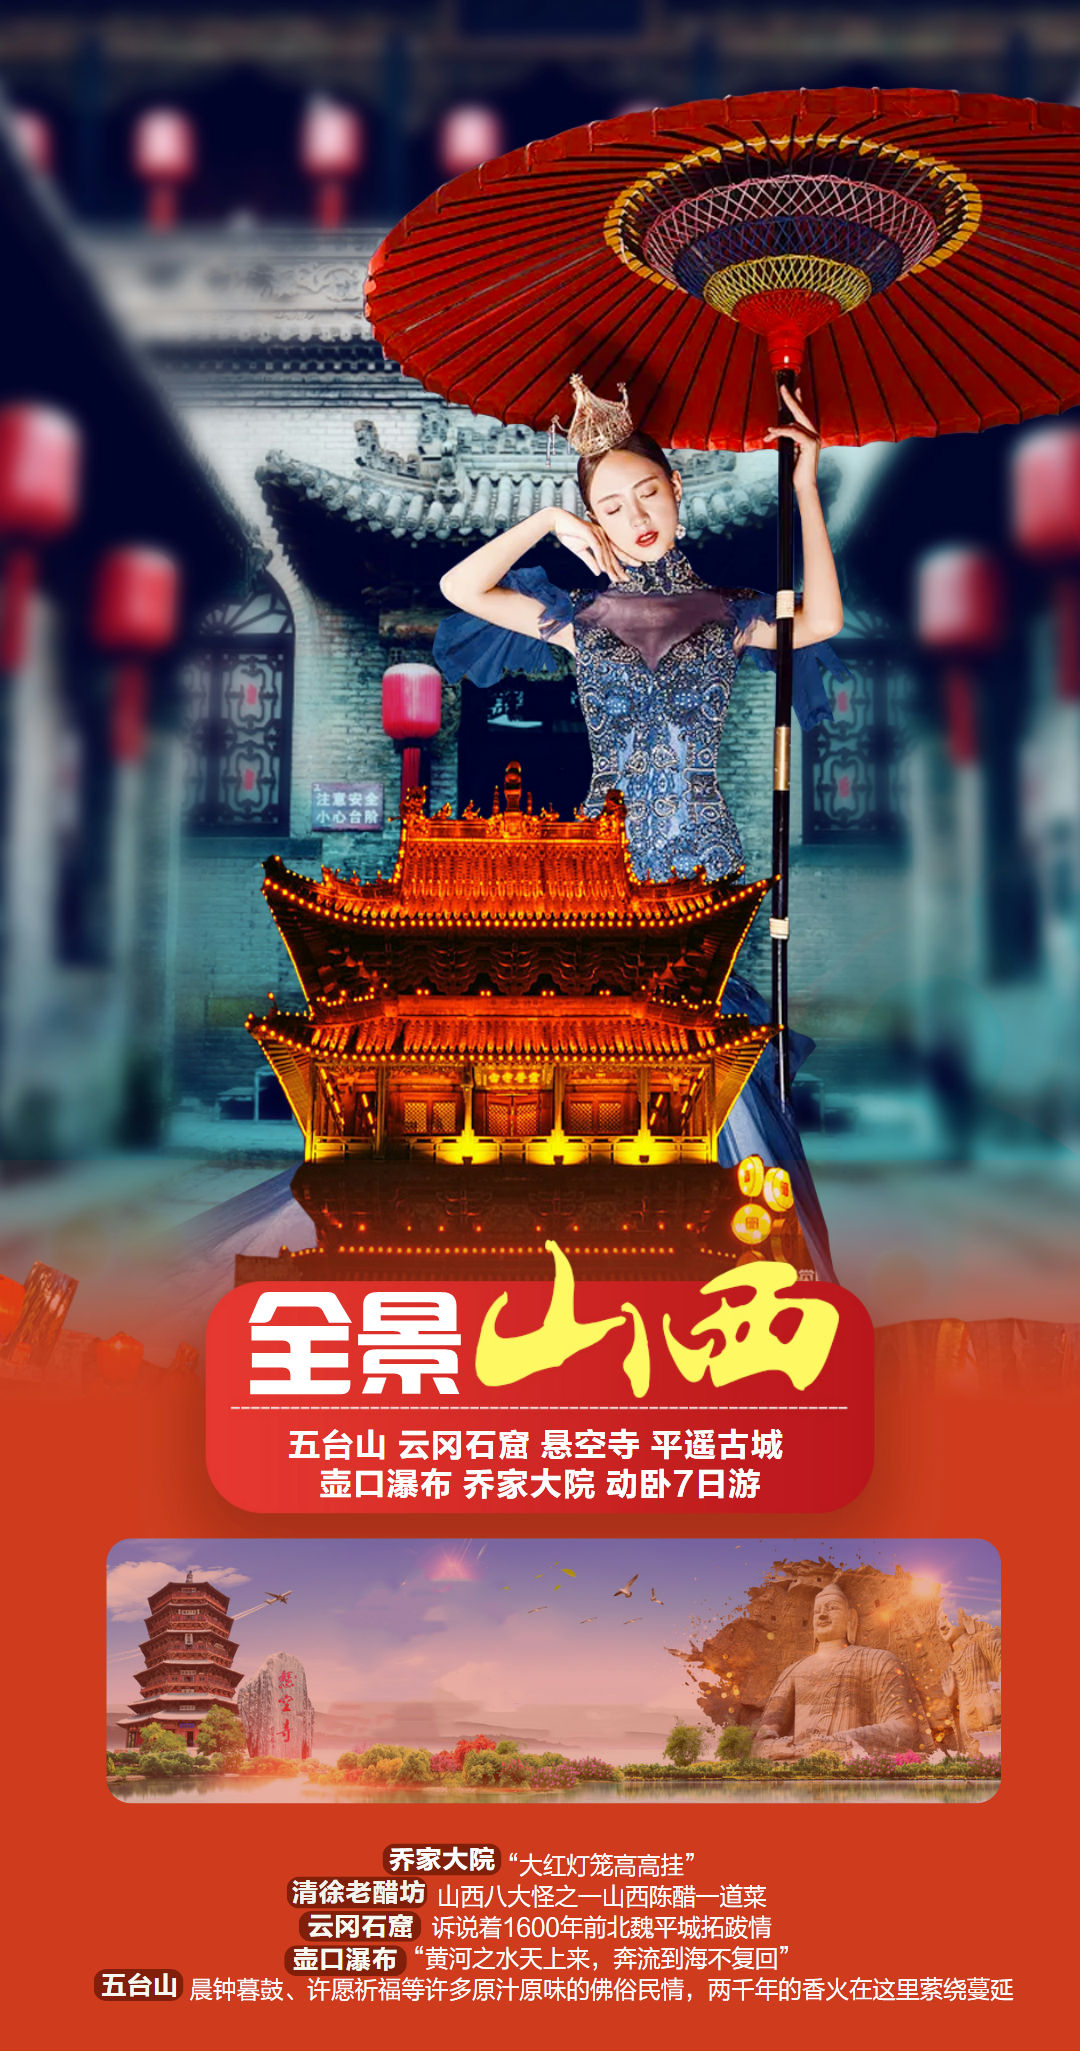 注意安全
小心台阶
全景山西
五台山 云冈石窟 悬空寺 平遥古城
壶口瀑布 乔家大院 动卧7日游
悬空寺
乔家大院 “大红灯笼高高挂”
清徐老醋坊 山西八大怪之一山西陈醋一道菜
云冈石窟 诉说着1600年前北魏平城拓跋情
壶口瀑布 “黄河之水天上来，奔流到海不复回”
五台山 晨钟暮鼓、许愿祈福等许多原汁原味的佛俗民情，两千年的香火在这里萦绕蔓延